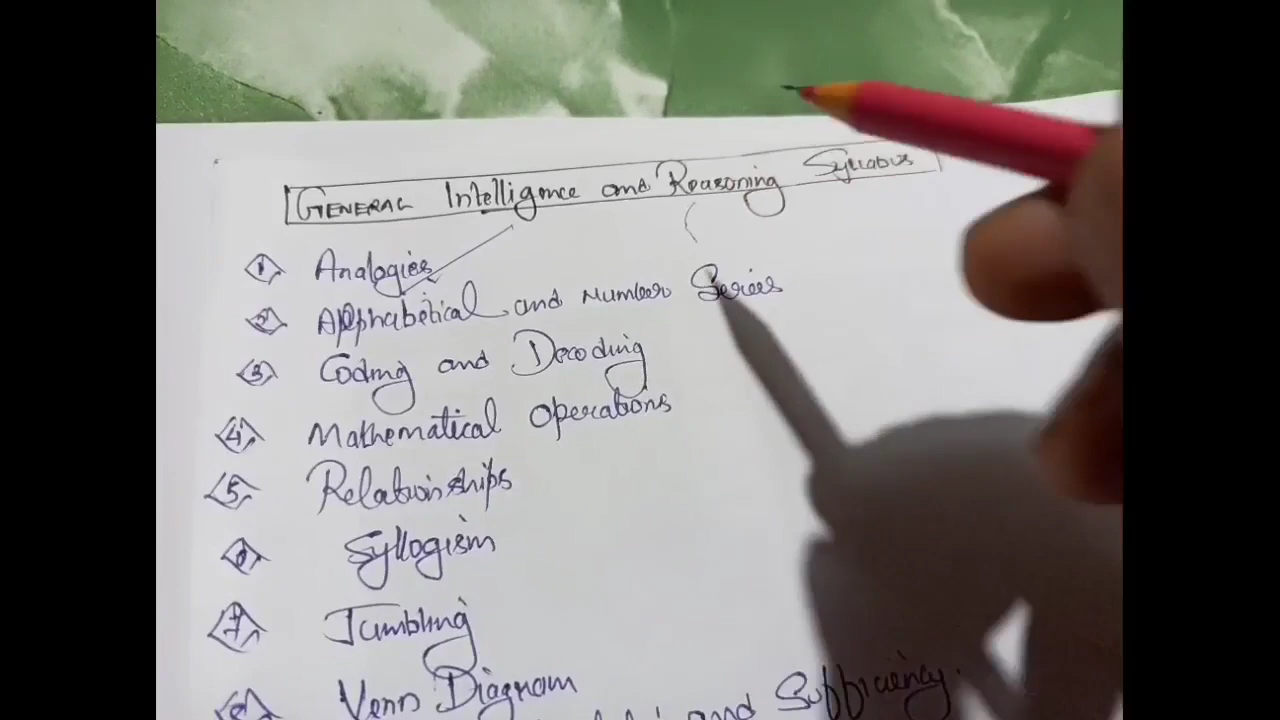 General Intelligence and Reasoning Syllabus
1 Analogies
2 Alphabetical and Number Series
3 Coding and Decoding
4 Mathematical Operations
5 Relationships
6 Syllogism
7 Jumbling
8 Venn Diagram
and Sufficiency.